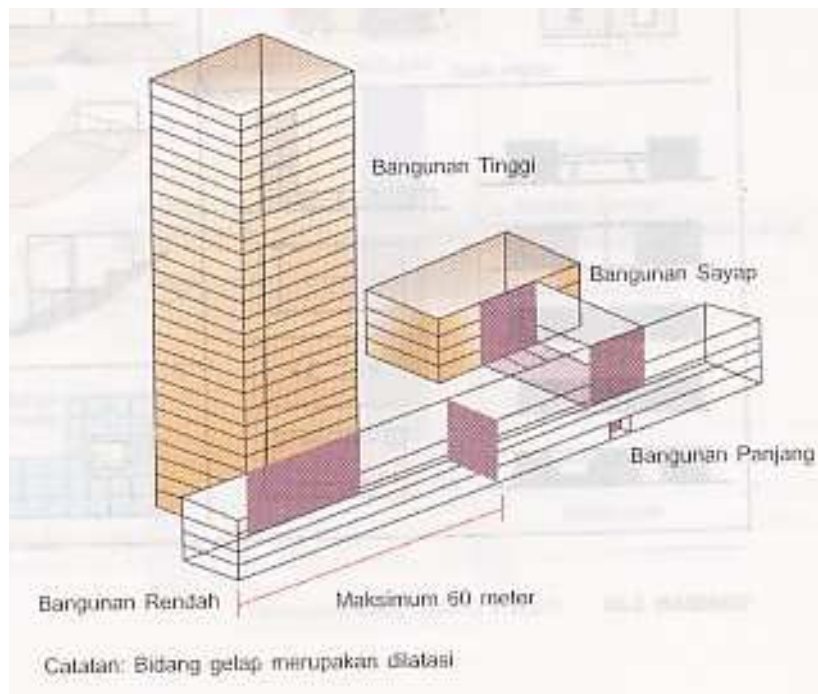 Bangunan Tinggi
Bangunan Sayap
Bangunan Panjang
Bangunan Rendah
Maksimum 60 meter
Catatan: Bidang gelap merupakan dilatasi